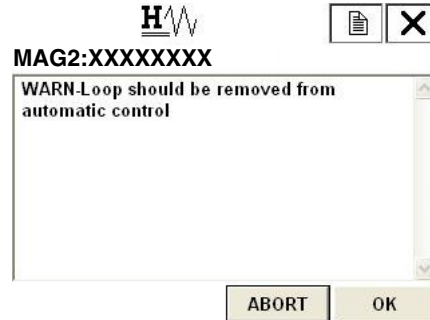 H
MAG2:XXXXXXXX
WARN-Loop should be removed from
automatic control
ABORT OK